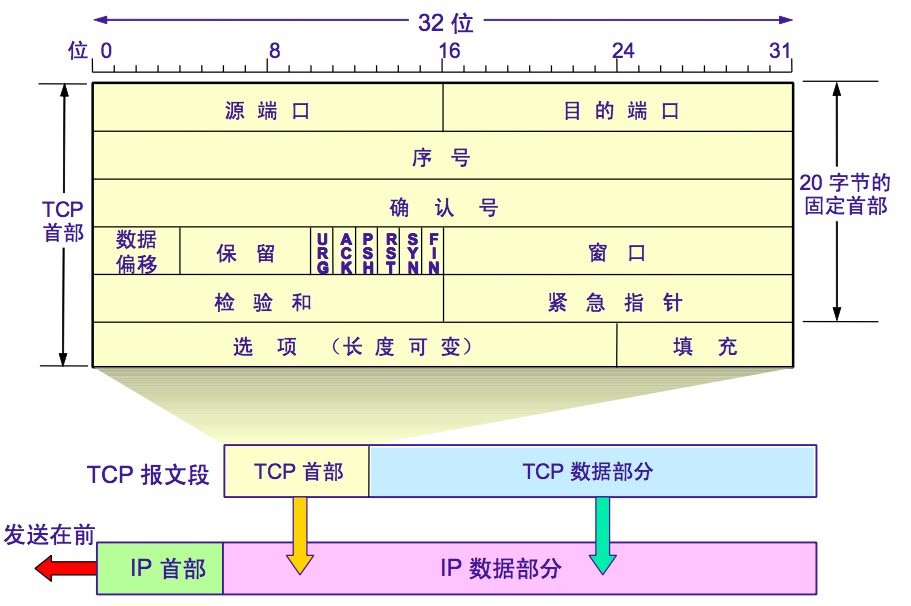 32 位
位 0 8 16 24 31
源 端 口 目 的 端 口
序 号
确 认 号
数据
偏移
保 留
URG
ACK
PSH
RST
SYN
FIN
窗 口
检 验 和 紧 急 指 针
选 项 （长 度 可 变） 填 充
TCP
首部
20 字节的
固定首部
TCP 报文段 TCP 首部 TCP 数据部分
发送在前
IP 首部 IP 数据部分